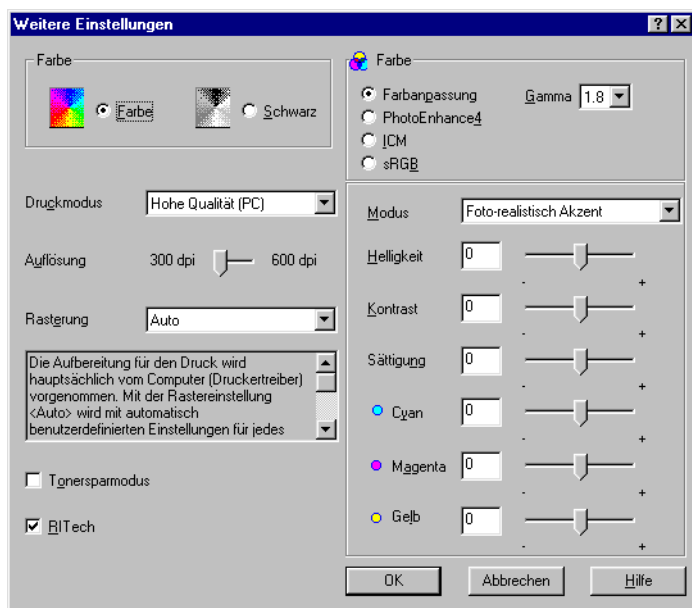 Weitere Einstellungen
Farbe
Farbe
Schwarz
Druckmodus
Hohe Qualität (PC)
Auflösung
300 dpi
600 dpi
Rasterung
Auto
Die Aufbereitung für den Druck wird
hauptsächlich vom Computer (Druckertreiber)
vorgenommen. Mit der Rastereinstellung
<Auto> wird mit automatisch
benutzerdefinierten Einstellungen für jedes
Tonersparmodus
RITech
Farbe
Farbanpassung
Gamma
1.8
PhotoEnhance4
ICM
sRGB
Modus
Foto-realistisch Akzent
Helligkeit
0
- +
Kontrast
0
- +
Sättigung
0
- +
Cyan
0
- +
Magenta
0
- +
Gelb
0
- +
OK
Abbrechen
Hilfe